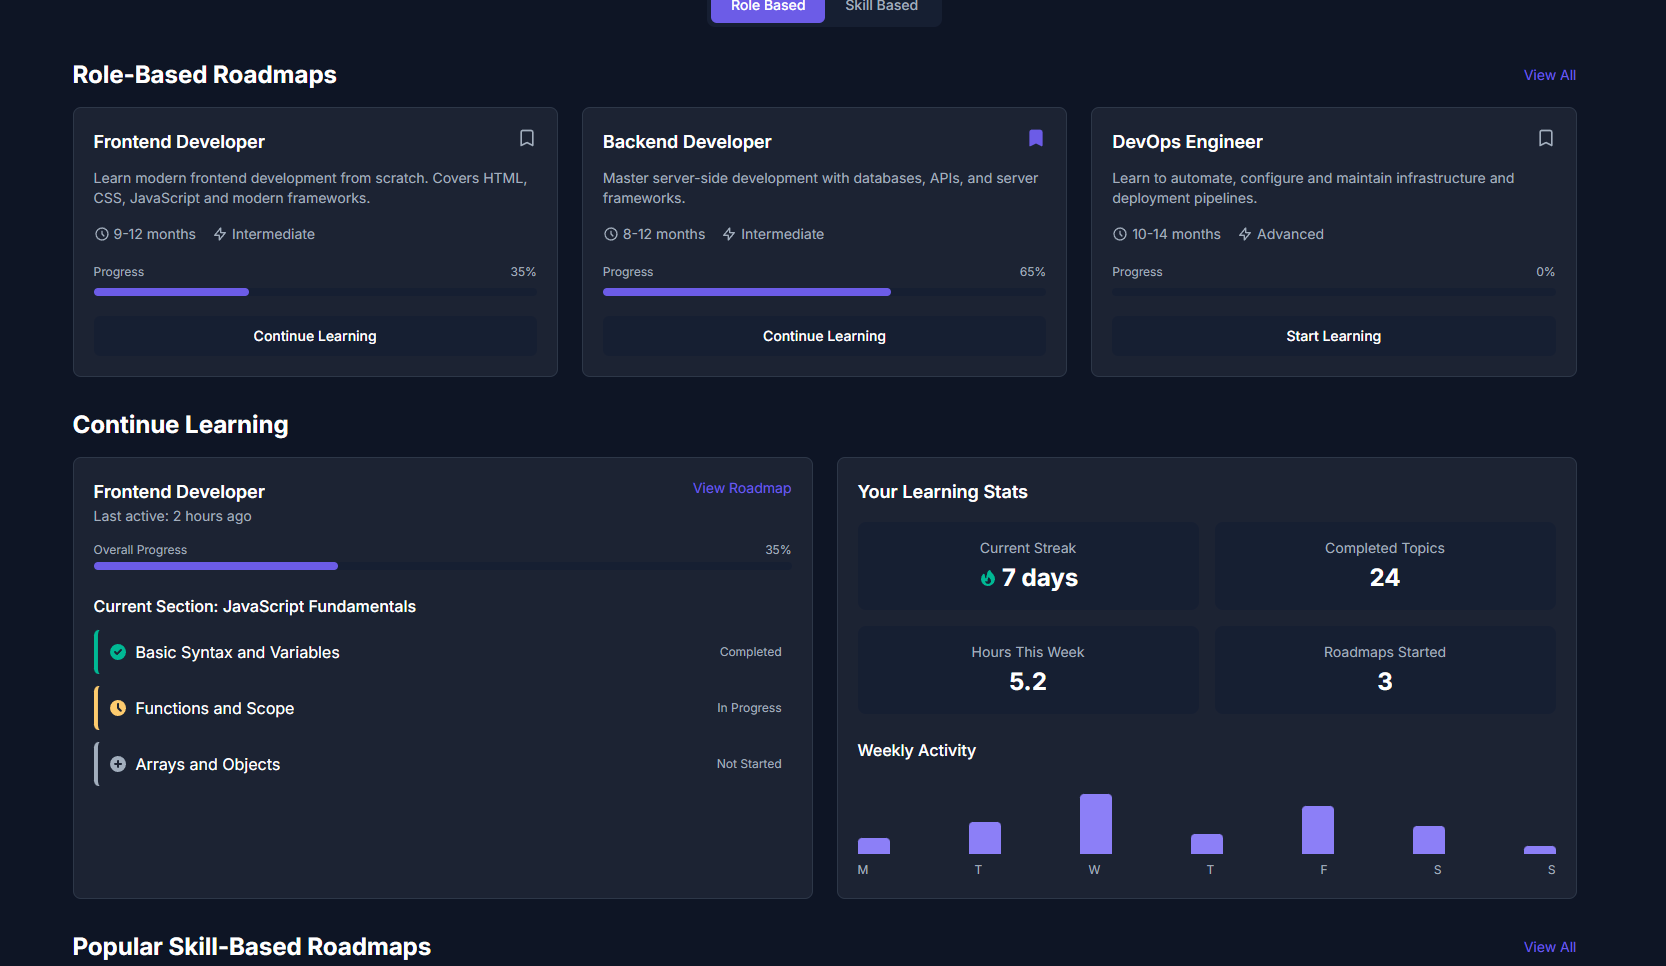 Role Based
Skill Based
Role-Based Roadmaps
View All
Frontend Developer
Learn modern frontend development from scratch. Covers HTML,
CSS, JavaScript and modern frameworks.
9-12 months
Intermediate
Progress
35%
Continue Learning
Backend Developer
Master server-side development with databases, APIs, and server
frameworks.
8-12 months
Intermediate
Progress
65%
Continue Learning
DevOps Engineer
Learn to automate, configure and maintain infrastructure and
deployment pipelines.
10-14 months
Advanced
Progress
0%
Start Learning
Continue Learning
Frontend Developer
View Roadmap
Last active: 2 hours ago
Overall Progress
35%
Current Section: JavaScript Fundamentals
Basic Syntax and Variables
Completed
Functions and Scope
In Progress
Arrays and Objects
Not Started
Your Learning Stats
Current Streak
7 days
Completed Topics
24
Hours This Week
5.2
Roadmaps Started
3
Weekly Activity
M T W T F S S
Popular Skill-Based Roadmaps
View All